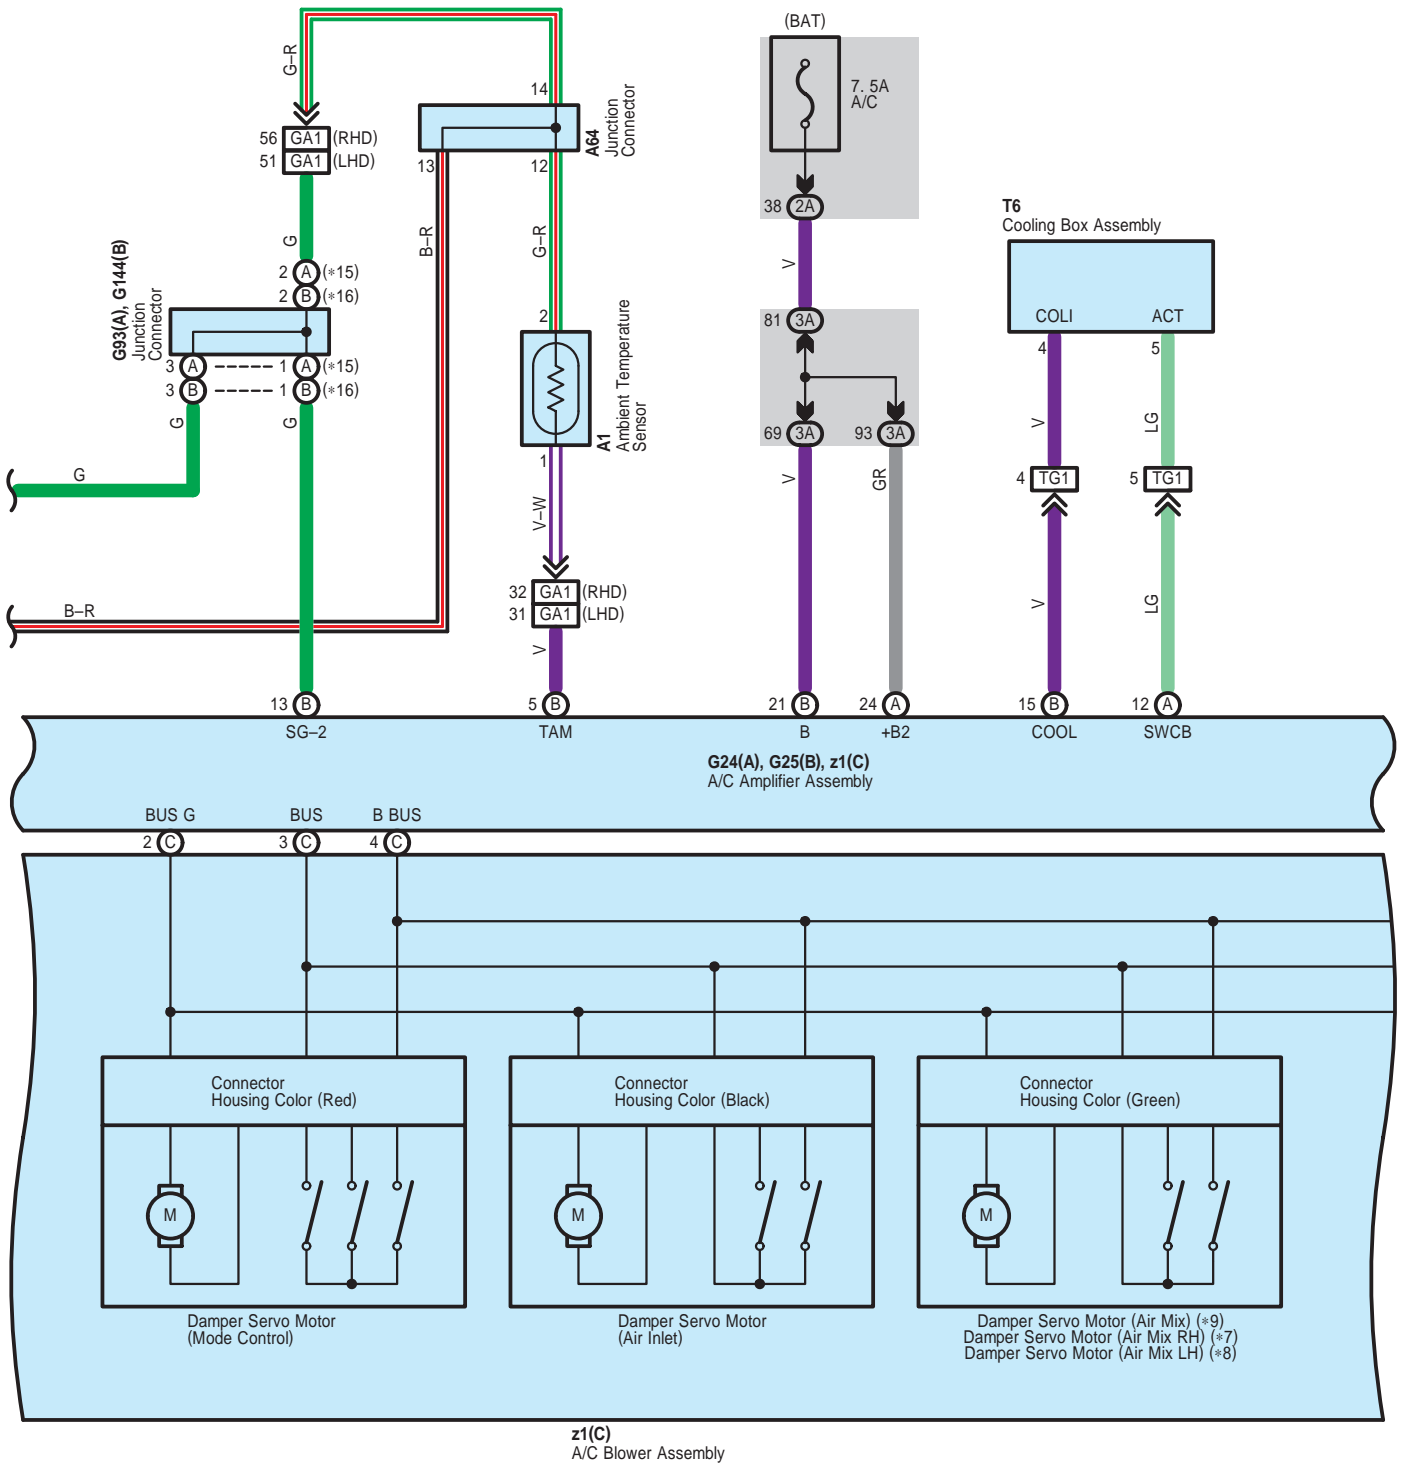 (BAT)
7. 5A
A/C
G–R
14
A64
Junction
Connector
56 GA1 (RHD)
51 GA1 (LHD)
13
12
38 2A
T6
Cooling Box Assembly
G
B–R
G–R
V
G93(A), G144(B)
Junction
Connector
2 A (∗15)
2 B (∗16)
2
81 3A
COLI
ACT
4
5
3 A
1 A (∗15)
3 B
1 B (∗16)
A1
Ambient Temperature
Sensor
G
G
69 3A
93 3A
V
LG
1
G
V
GR
4 TG1
5 TG1
V–W
32 GA1 (RHD)
31 GA1 (LHD)
B–R
V
V
LG
13 B
5 B
21 B
24 A
15 B
12 A
SG–2
TAM
B
+B2
COOL
SWCB
G24(A), G25(B), z1(C)
A/C Amplifier Assembly
BUS G
BUS
B BUS
2 C
3 C
4 C
Connector
Housing Color (Red)
Connector
Housing Color (Black)
Connector
Housing Color (Green)
M
M
M
Damper Servo Motor
(Mode Control)
Damper Servo Motor
(Air Inlet)
Damper Servo Motor (Air Mix) (∗9)
Damper Servo Motor (Air Mix RH) (∗7)
Damper Servo Motor (Air Mix LH) (∗8)
z1(C)
A/C Blower Assembly